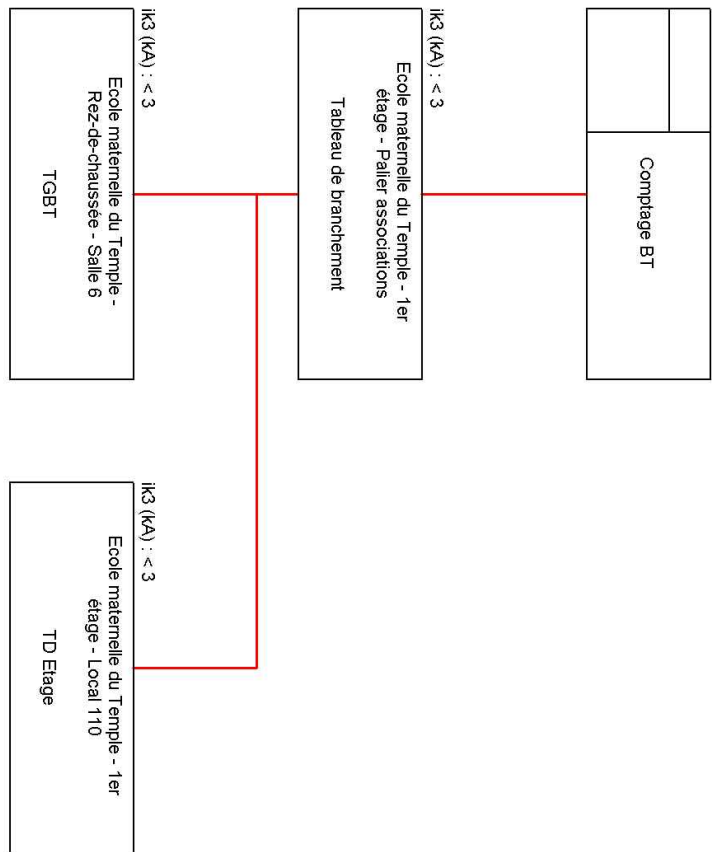 Comptage BT
ik3 (kA) : < 3
Ecole maternelle du Temple - 1er
étage - Palier associations
Tableau de branchement
ik3 (kA) : < 3
Ecole maternelle du Temple -
Rez-de-chaussée - Salle 6
TGBT
ik3 (kA) : < 3
Ecole maternelle du Temple - 1er
étage - Local 110
TD Etage